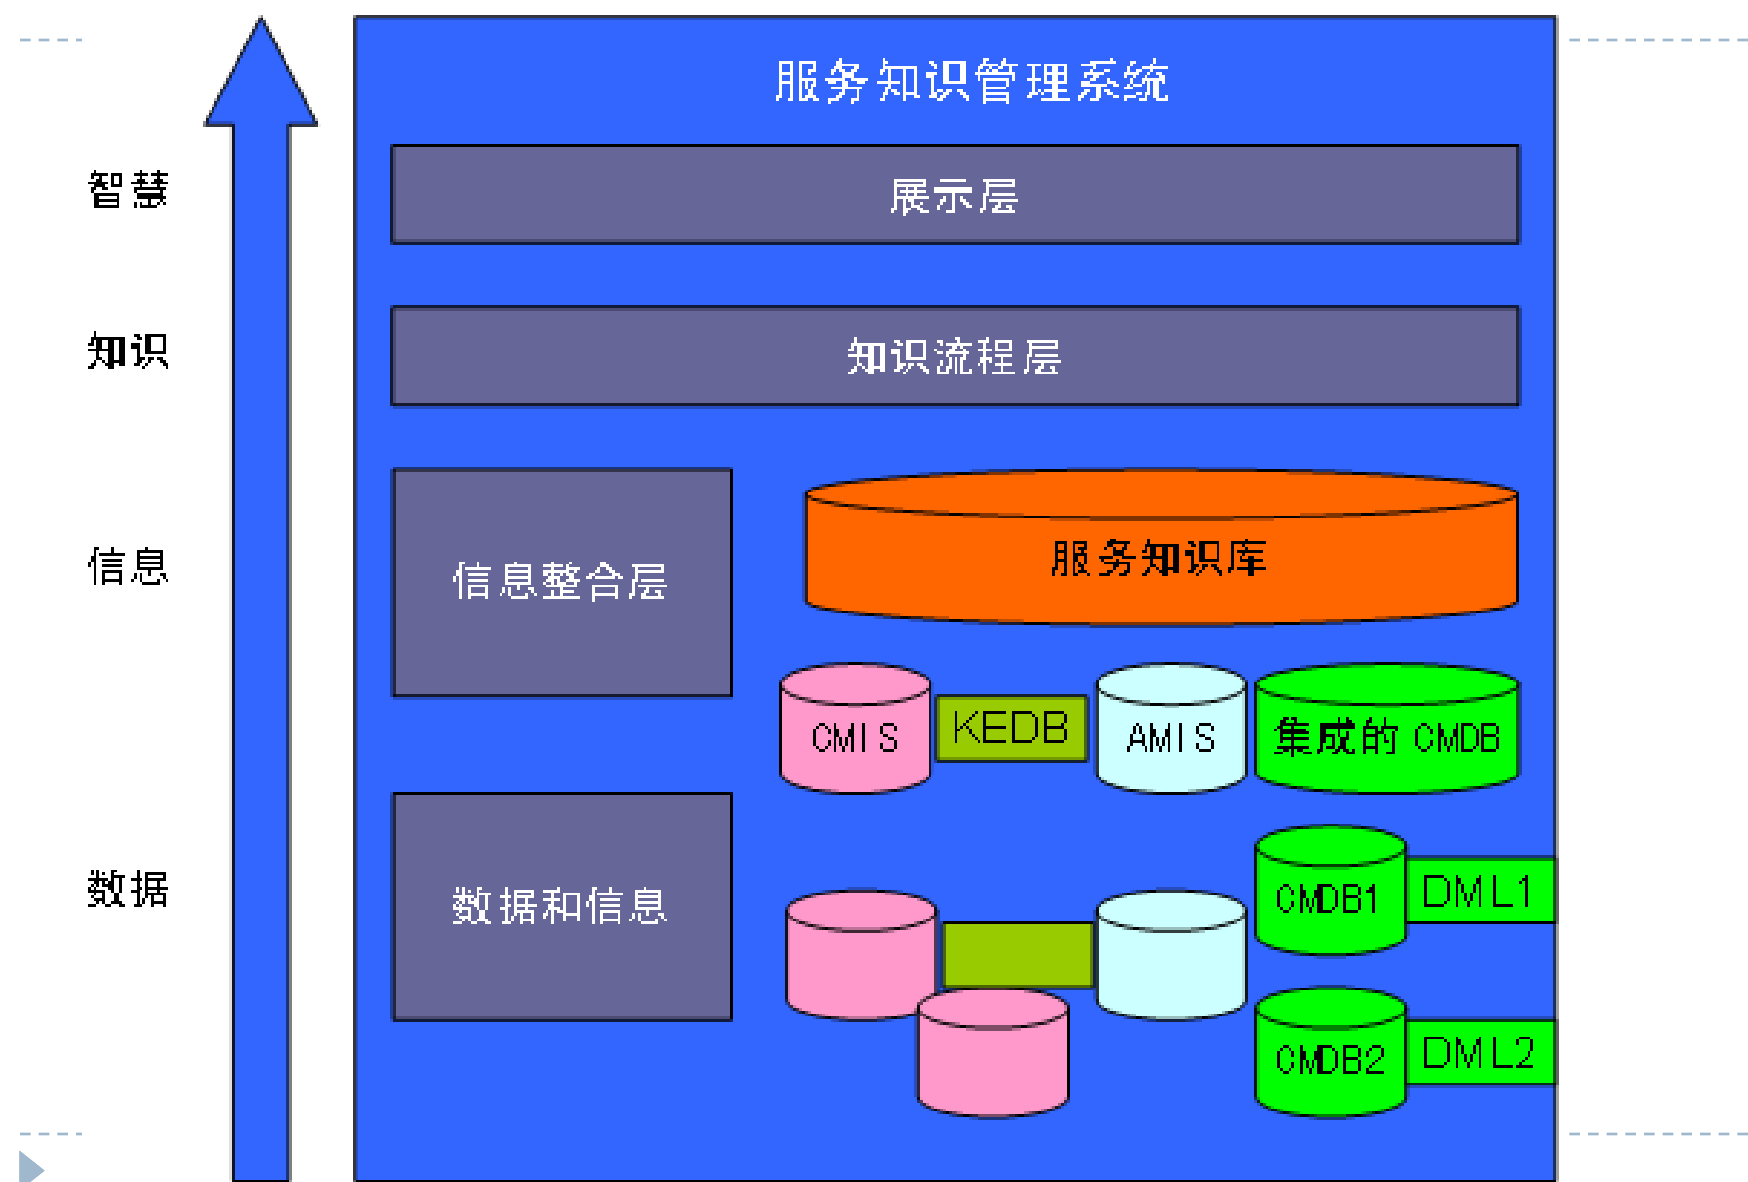 服务知识管理系统
智慧
展示层
知识
知识流程层
信息
信息整合层
服务知识库
CMIS
KEDB
AMIS
集成的 CMDB
数据
数据和信息
CMDB1
DML1
CMDB2
DML2